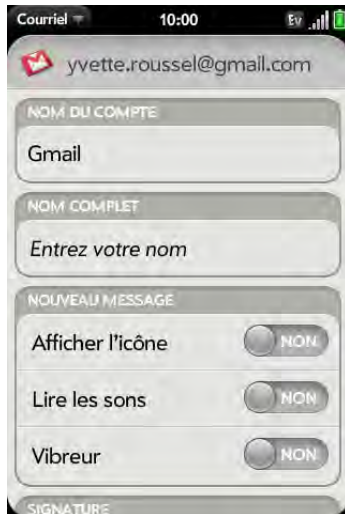 Courriel 10:00 Ev
yvette.roussel@gmail.com
NOM DU COMPTE
Gmail
NOM COMPLET
Entrez votre nom
NOUVEAU MESSAGE
Afficher l'icône NON
Lire les sons NON
Vibreur NON
SIGNATURE